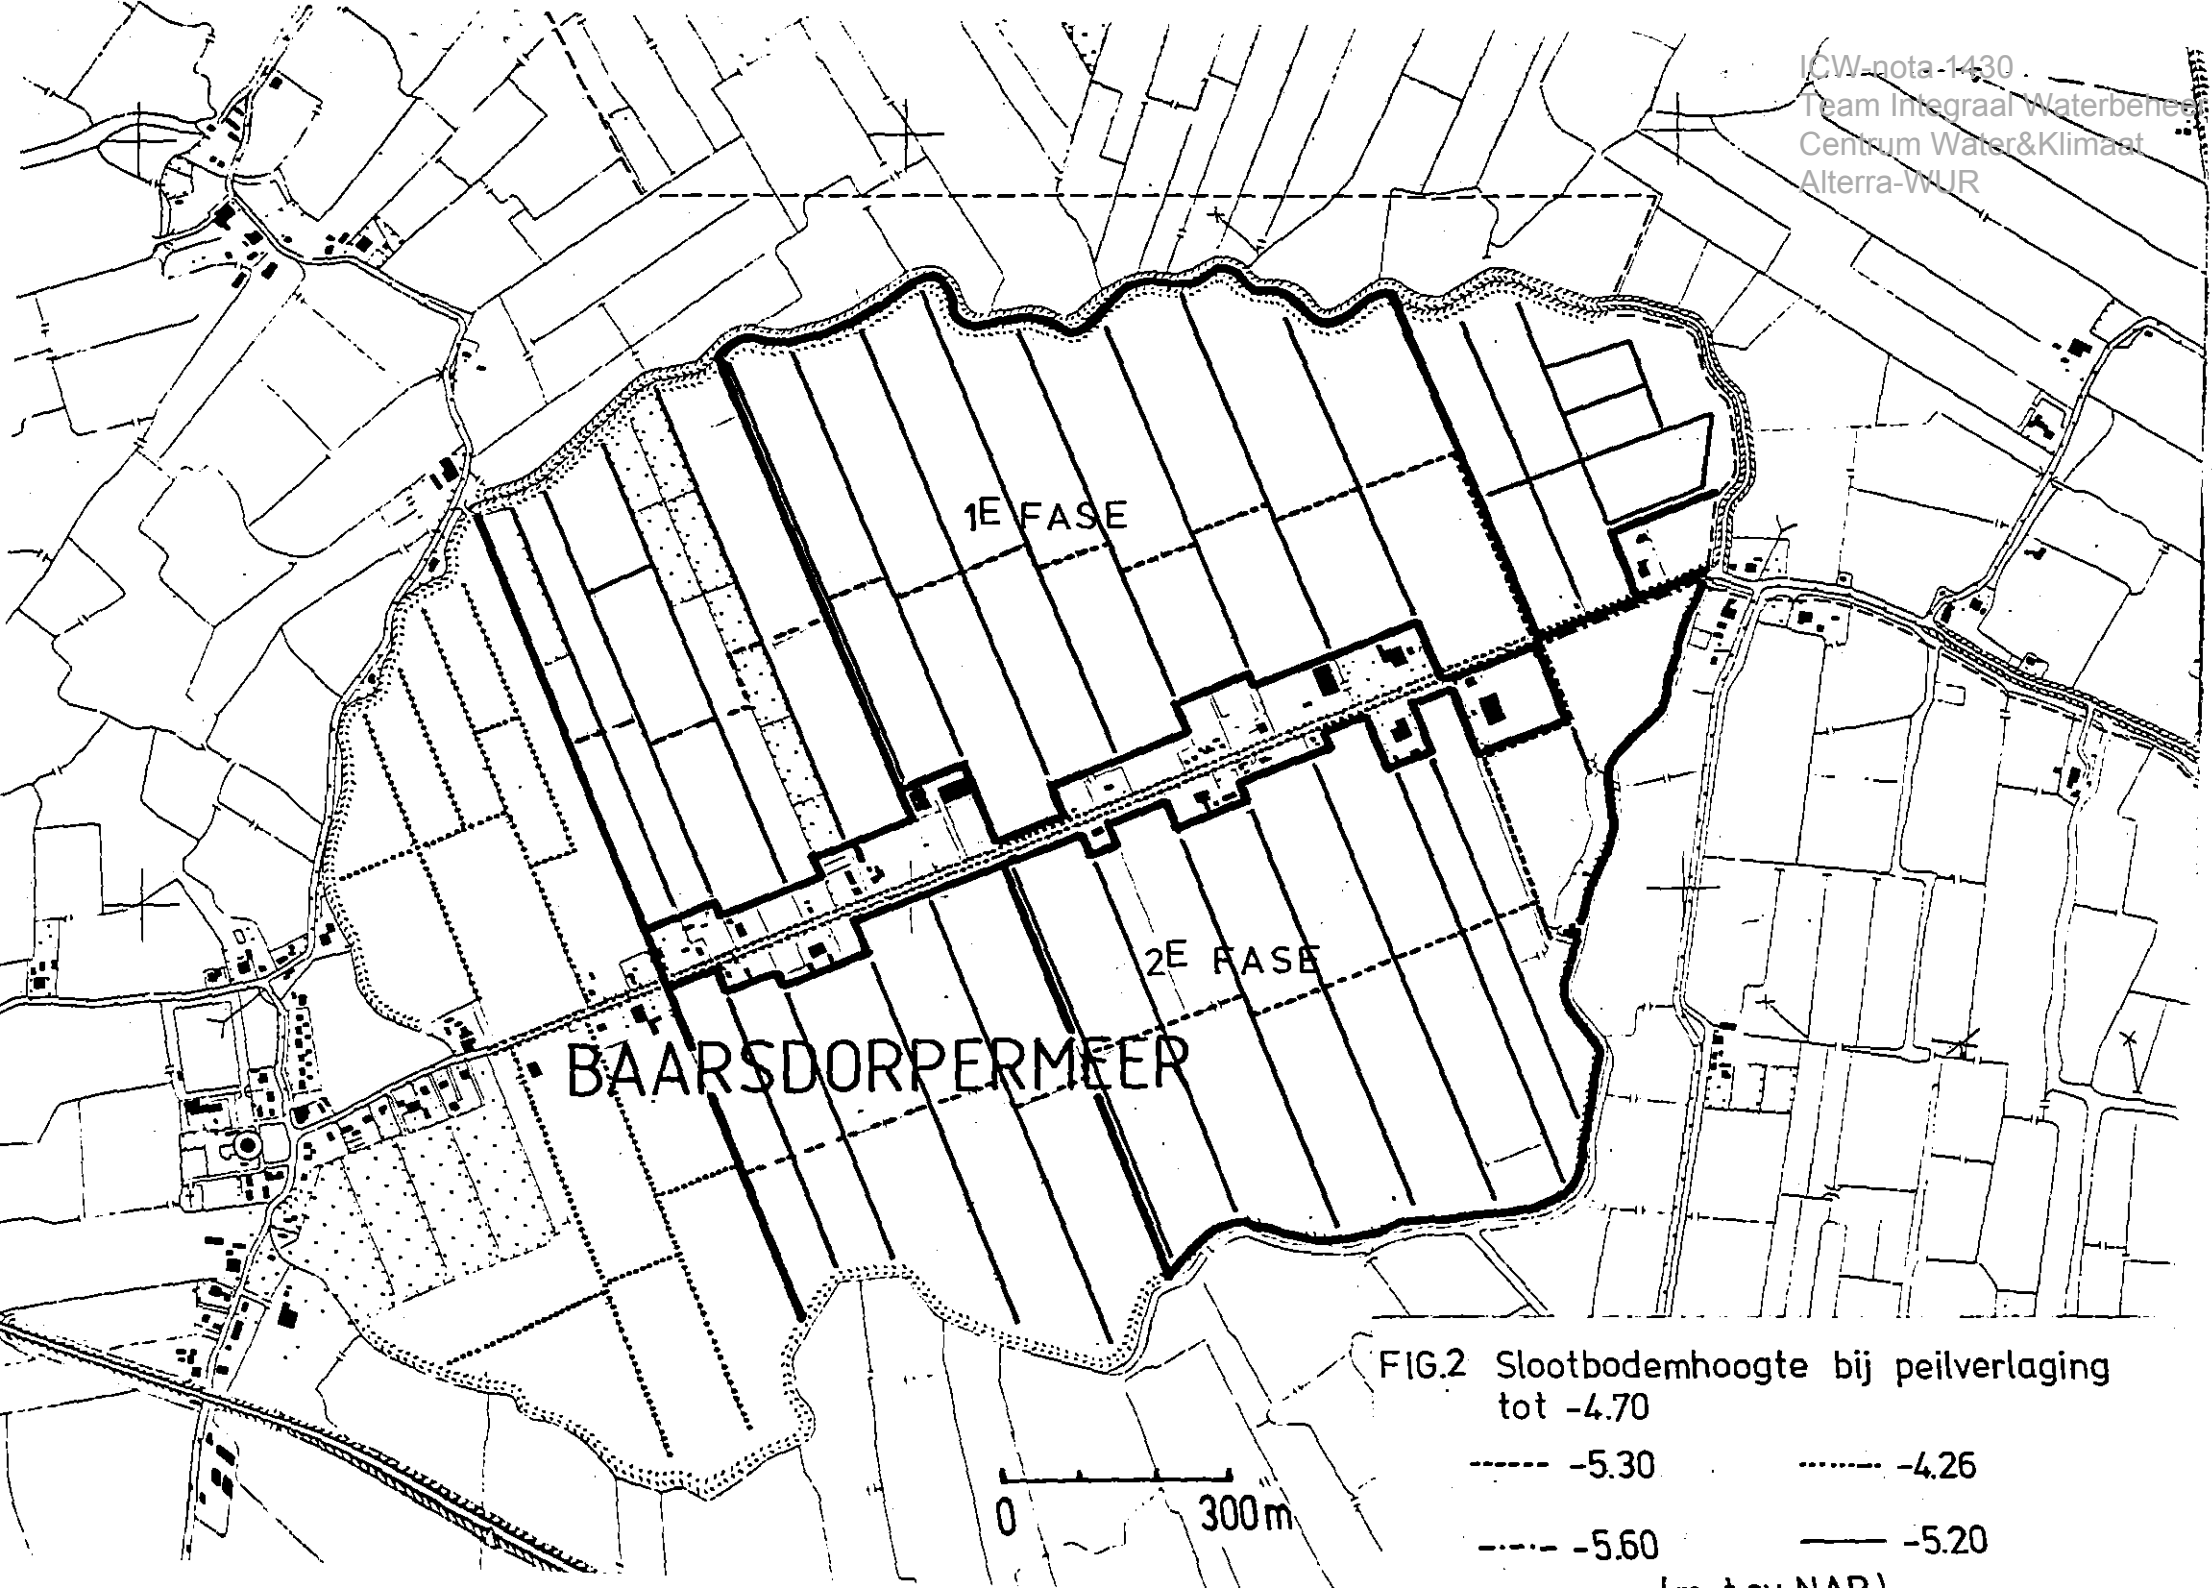 ICW-nota-1430
Team Integraal Waterbeheer
Centrum Water&Klimaat
Alterra-WUR
1E FASE
2E FASE
BAARSDORPERMEER
FIG.2 Slootbodemhoogte bij peilverlaging
tot -4.70
-5.30 -4.26
-5.60 -5.20
0 300m